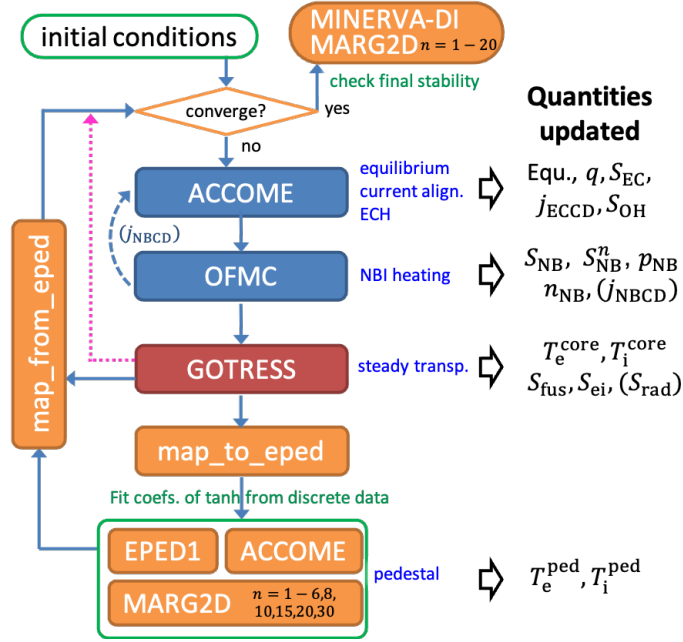 initial conditions
MINERVA-DI
MARG2D n = 1 − 20
check final stability
converge?
yes
no
Quantities
updated
ACCOME
equilibrium
current align.
ECH
Equ., q, S_EC,
j_ECCD, S_OH
(j_NBCD)
OFMC
NBI heating
S_NB, S_NB^n, p_NB
n_NB, (j_NBCD)
map_from_eped
GOTRESS
steady transp.
T_e^core, T_i^core
S_fus, S_ei, (S_rad)
map_to_eped
Fit coefs. of tanh from discrete data
EPED1
ACCOME
MARG2D n = 1 − 6,8,
10,15,20,30
pedestal
T_e^ped, T_i^ped